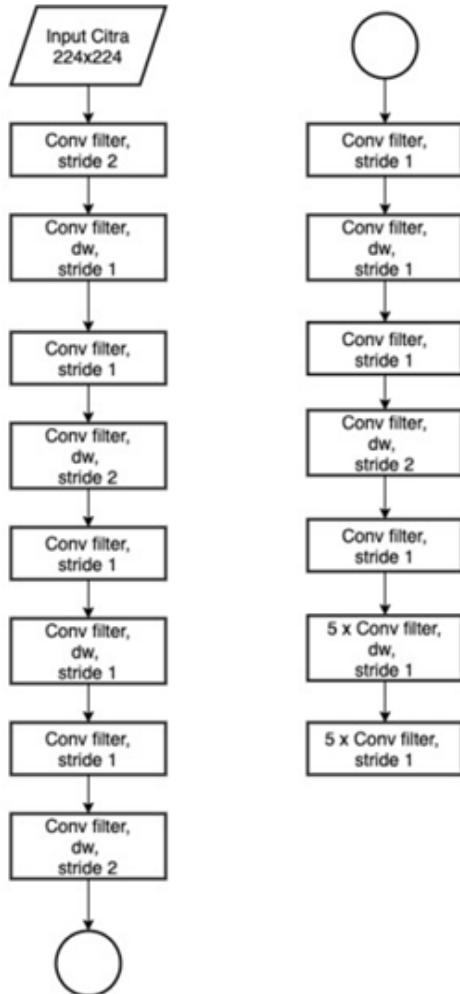 Input Citra
224x224
Conv filter,
stride 2
Conv filter,
dw,
stride 1
Conv filter,
stride 1
Conv filter,
dw,
stride 2
Conv filter,
stride 1
Conv filter,
dw,
stride 1
Conv filter,
stride 1
Conv filter,
dw,
stride 2
Conv filter,
stride 1
Conv filter,
dw,
stride 1
Conv filter,
stride 1
Conv filter,
dw,
stride 2
Conv filter,
stride 1
5 x Conv filter,
dw,
stride 1
5 x Conv filter,
stride 1